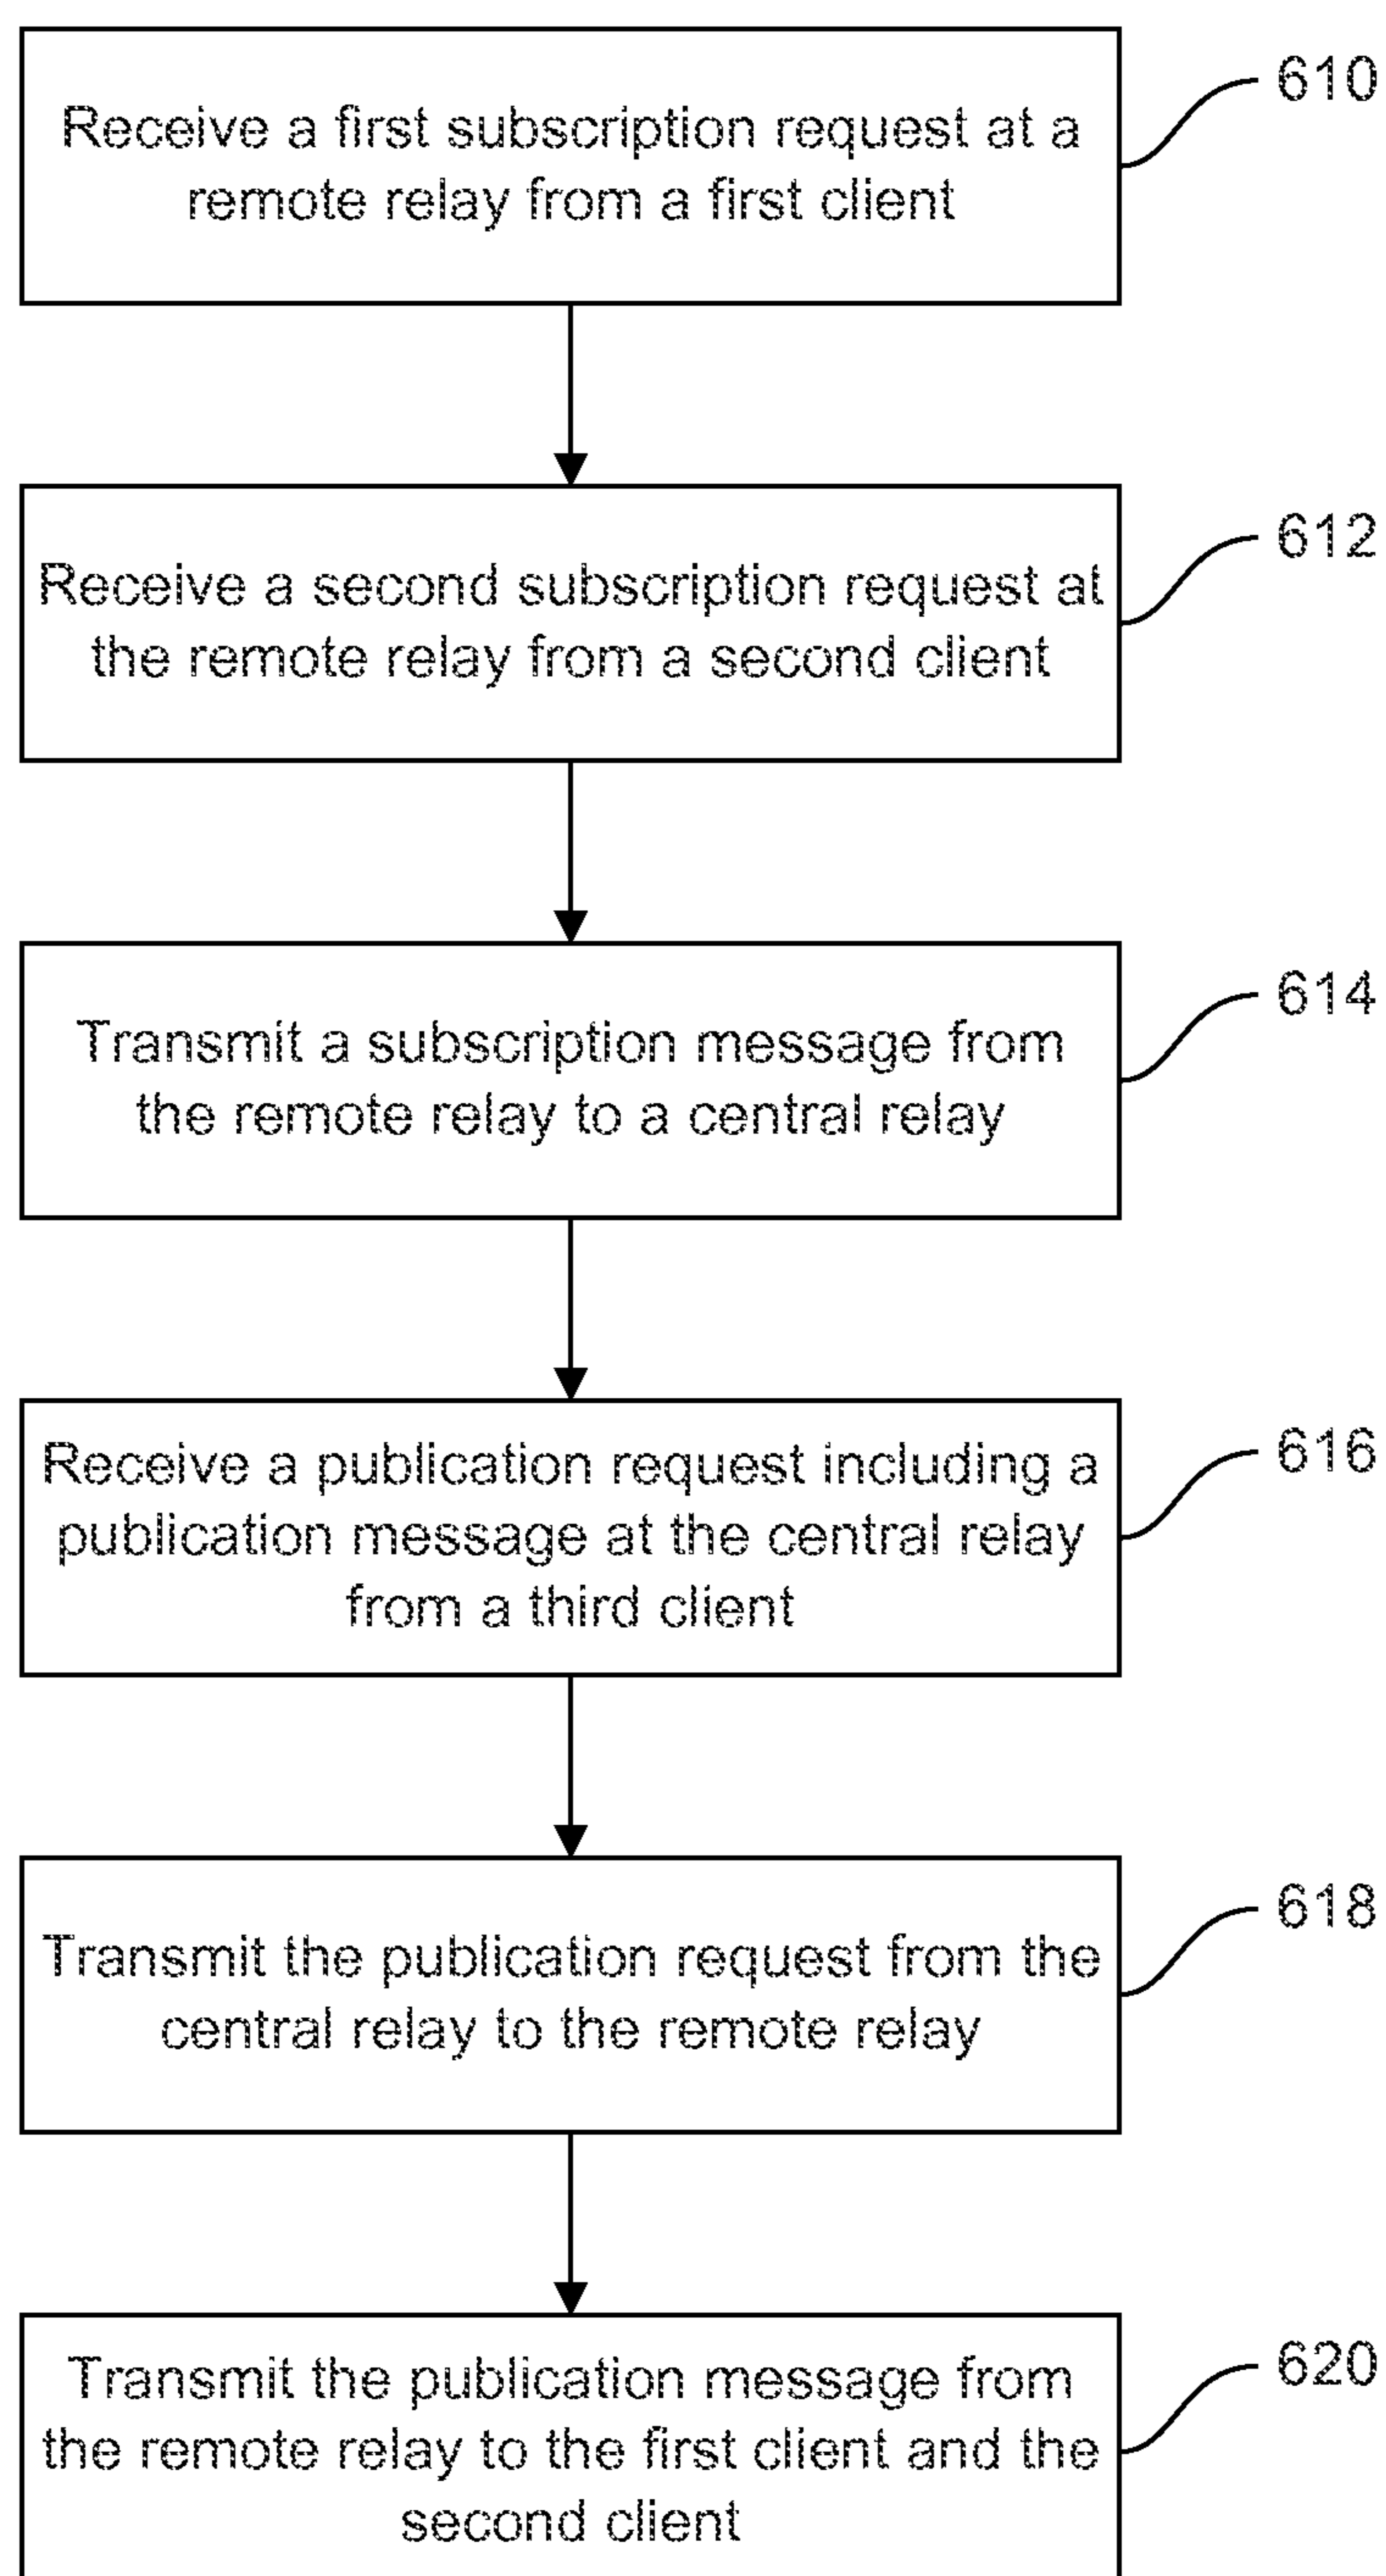 Receive a first subscription request at a
remote relay from a first client
610
Receive a second subscription request at
the remote relay from a second client
612
Transmit a subscription message from
the remote relay to a central relay
614
Receive a publication request including a
publication message at the central relay
from a third client
616
Transmit the publication request from the
central relay to the remote relay
618
Transmit the publication message from
the remote relay to the first client and the
second client
620